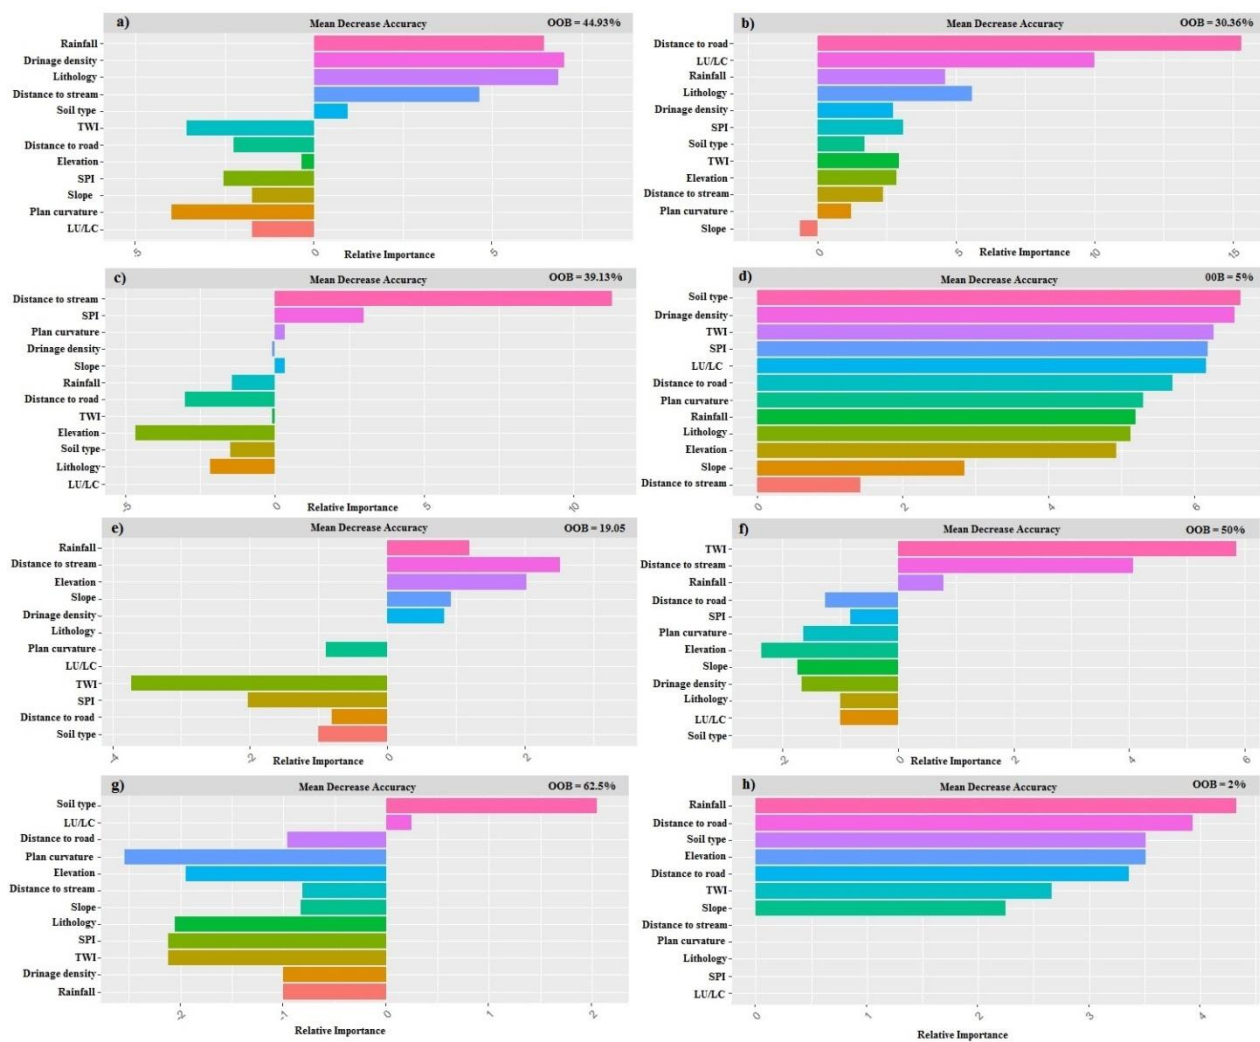 a)
Mean Decrease Accuracy
OOB = 44.93%
Rainfall
Drinage density
Lithology
Distance to stream
Soil type
TWI
Distance to road
Elevation
SPI
Slope
Plan curvature
LU/LC
-5
0
5
Relative Importance
b)
Mean Decrease Accuracy
OOB = 30.36%
Distance to road
LU/LC
Rainfall
Lithology
Drinage density
SPI
Soil type
TWI
Elevation
Distance to stream
Plan curvature
Slope
0
5
10
15
Relative Importance
c)
Mean Decrease Accuracy
OOB = 39.13%
Distance to stream
SPI
Plan curvature
Drinage density
Slope
Rainfall
Distance to road
TWI
Elevation
Soil type
Lithology
LU/LC
-5
0
5
10
Relative Importance
d)
Mean Decrease Accuracy
00B = 5%
Soil type
Drinage density
TWI
SPI
LU/LC
Distance to road
Plan curvature
Rainfall
Lithology
Elevation
Slope
Distance to stream
0
2
4
6
Relative Importance
e)
Mean Decrease Accuracy
OOB = 19.05
Rainfall
Distance to stream
Elevation
Slope
Drinage density
Lithology
Plan curvature
LU/LC
TWI
SPI
Distance to road
Soil type
-4
-2
0
2
Relative Importance
f)
Mean Decrease Accuracy
OOB = 50%
TWI
Distance to stream
Rainfall
Distance to road
SPI
Plan curvature
Elevation
Slope
Drinage density
Lithology
LU/LC
Soil type
-2
0
2
4
6
Relative Importance
g)
Mean Decrease Accuracy
OOB = 62.5%
Soil type
LU/LC
Distance to road
Plan curvature
Elevation
Distance to stream
Slope
Lithology
SPI
TWI
Drinage density
Rainfall
-2
-1
0
1
2
Relative Importance
h)
Mean Decrease Accuracy
OOB = 2%
Rainfall
Distance to road
Soil type
Elevation
Distance to road
TWI
Slope
Distance to stream
Plan curvature
Lithology
SPI
LU/LC
0
1
2
3
4
Relative Importance